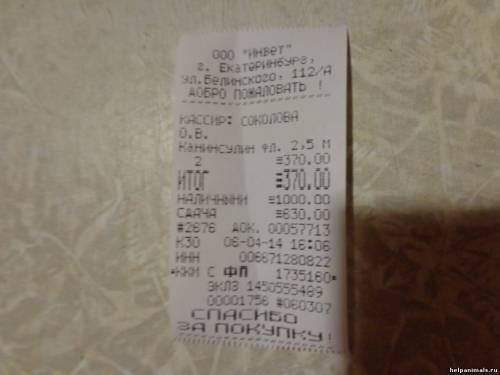 ООО "Инвет"
г. Екатеринбург,
ул.Белинского, 112/А
ДОБРО ПОЖАЛОВАТЬ !
КАССИР: СОКОЛОВА
О.В.
Канинсулин фл. 2,5 М
2 ≡370.00
ИТОГ ≡370.00
НАЛИЧНЫМИ ≡1000.00
СДАЧА ≡630.00
#2676 ДОК. 00057713
К30 06-04-14 16:06
ИНН 006671280822
*ККМ С ФП 1735160*
ЭКЛЗ 1450555489
00001756 #060307
СПАСИБО
ЗА ПОКУПКУ!
helpanimals.ru